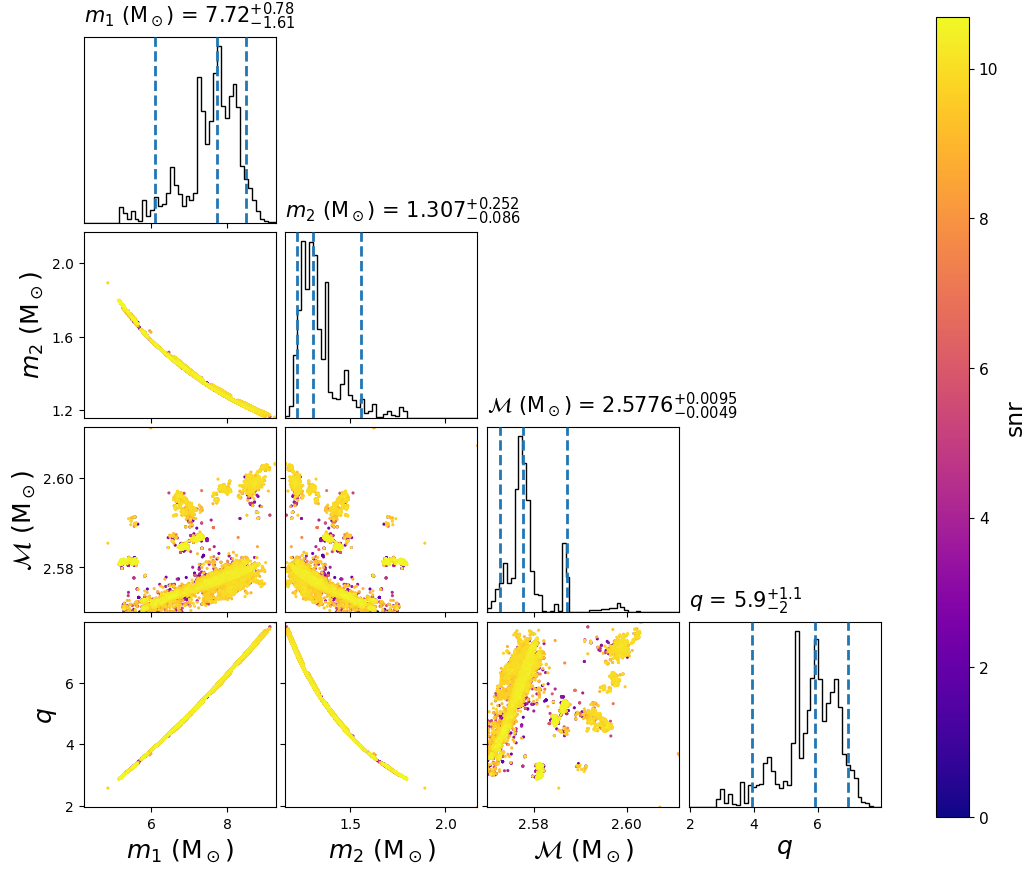 m₁ (M⊙) = 7.72 +0.78 −1.61
10
m₂ (M⊙) = 1.307 +0.252 −0.086
8
m₂ (M⊙)
2.0
1.6
1.2
6
ℳ (M⊙) = 2.5776 +0.0095 −0.0049
snr
ℳ (M⊙)
2.60
2.58
4
q = 5.9 +1.1 −2
q
6
4
2
2
0
6 8
1.5 2.0
2.58 2.60
2 4 6
m₁ (M⊙)
m₂ (M⊙)
ℳ (M⊙)
q